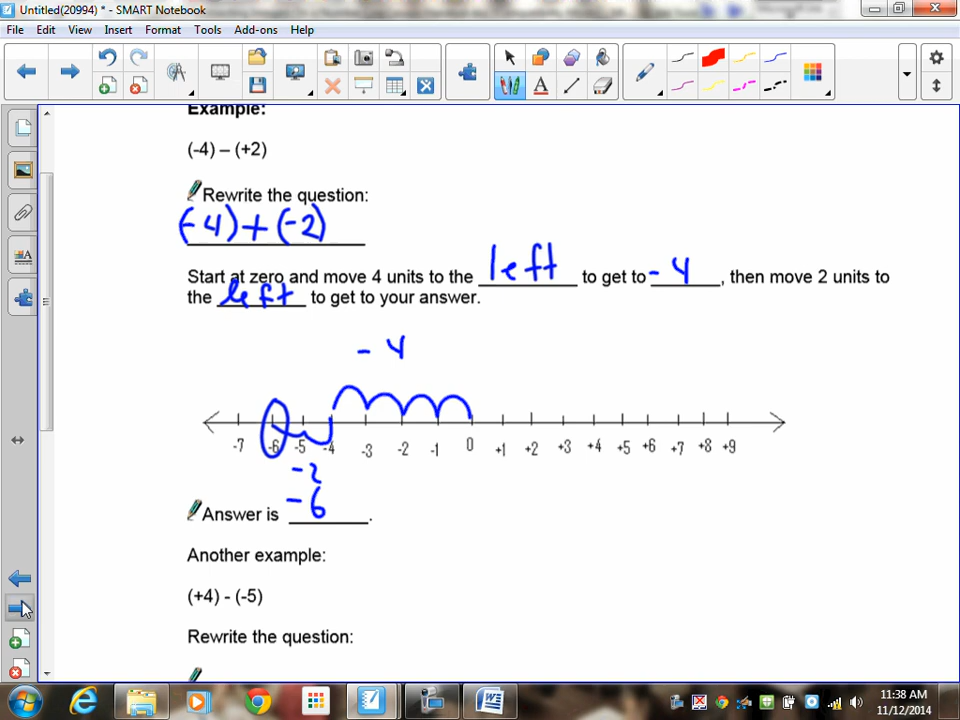 Untitled(20994) * - SMART Notebook
File Edit View Insert Format Tools Add-ons Help
Example:
(-4) – (+2)
Rewrite the question:
(-4)+(-2)
Start at zero and move 4 units to the left to get to -4, then move 2 units to
the left to get to your answer.
-4
-7 -6 -5 -4 -3 -2 -1 0 +1 +2 +3 +4 +5 +6 +7 +8 +9
-2
Answer is -6.
Another example:
(+4) - (-5)
Rewrite the question:
11:38 AM
11/12/2014